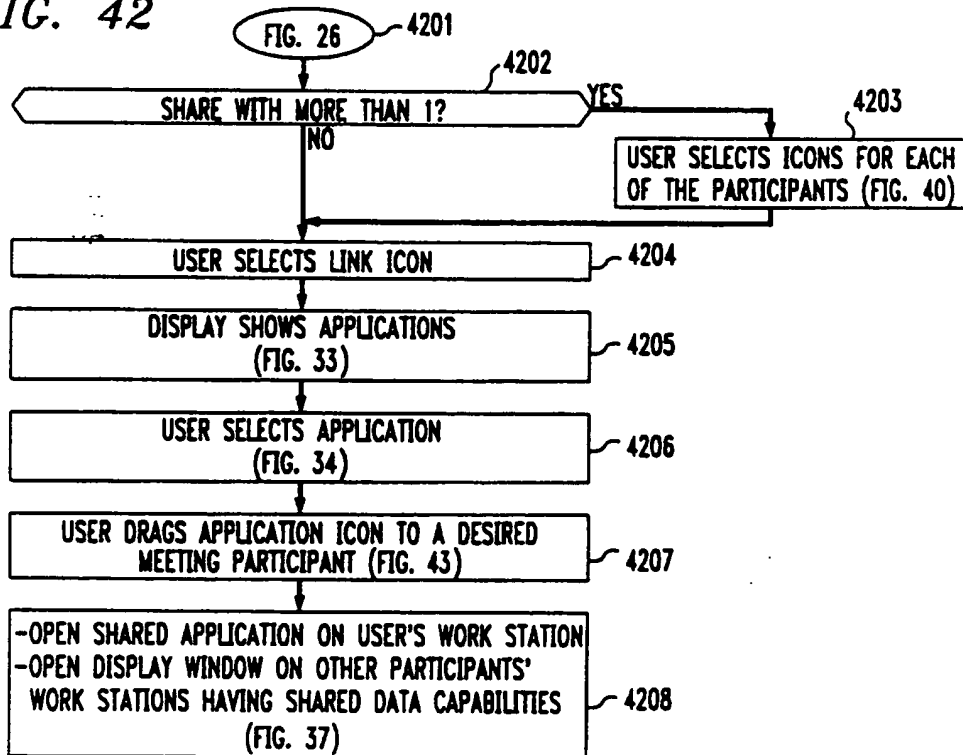 IG. 42
FIG. 26
4201
4202
SHARE WITH MORE THAN 1?
YES
NO
4203
USER SELECTS ICONS FOR EACH
OF THE PARTICIPANTS (FIG. 40)
USER SELECTS LINK ICON
4204
DISPLAY SHOWS APPLICATIONS
(FIG. 33)
4205
USER SELECTS APPLICATION
(FIG. 34)
4206
USER DRAGS APPLICATION ICON TO A DESIRED
MEETING PARTICIPANT (FIG. 43)
4207
-OPEN SHARED APPLICATION ON USER'S WORK STATION
-OPEN DISPLAY WINDOW ON OTHER PARTICIPANTS'
WORK STATIONS HAVING SHARED DATA CAPABILITIES
(FIG. 37)
4208